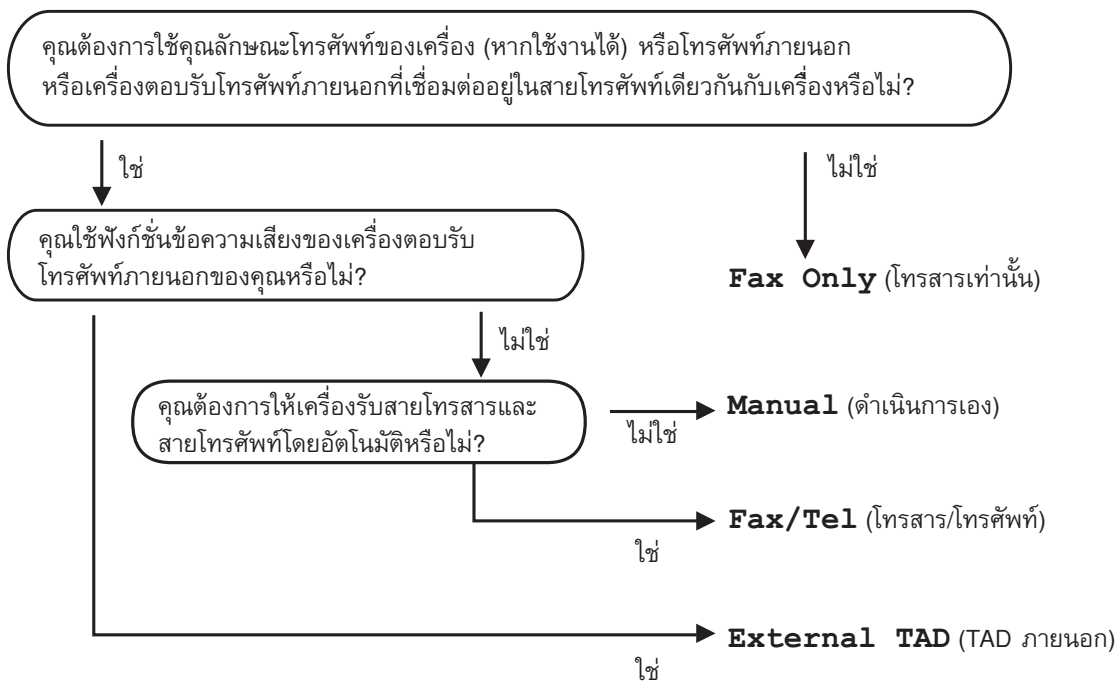 คุณต้องการใช้คุณลักษณะโทรศัพท์ของเครื่อง (หากใช้งานได้) หรือโทรศัพท์ภายนอก
หรือเครื่องตอบรับโทรศัพท์ภายนอกที่เชื่อมต่ออยู่ในสายโทรศัพท์เดียวกันกับเครื่องหรือไม่?
ใช่
ไม่ใช่
คุณใช้ฟังก์ชั่นข้อความเสียงของเครื่องตอบรับ
โทรศัพท์ภายนอกของคุณหรือไม่?
Fax Only (โทรสารเท่านั้น)
ไม่ใช่
คุณต้องการให้เครื่องรับสายโทรสารและ
สายโทรศัพท์โดยอัตโนมัติหรือไม่?
ไม่ใช่
Manual (ดำเนินการเอง)
Fax/Tel (โทรสาร/โทรศัพท์)
ใช่
External TAD (TAD ภายนอก)
ใช่